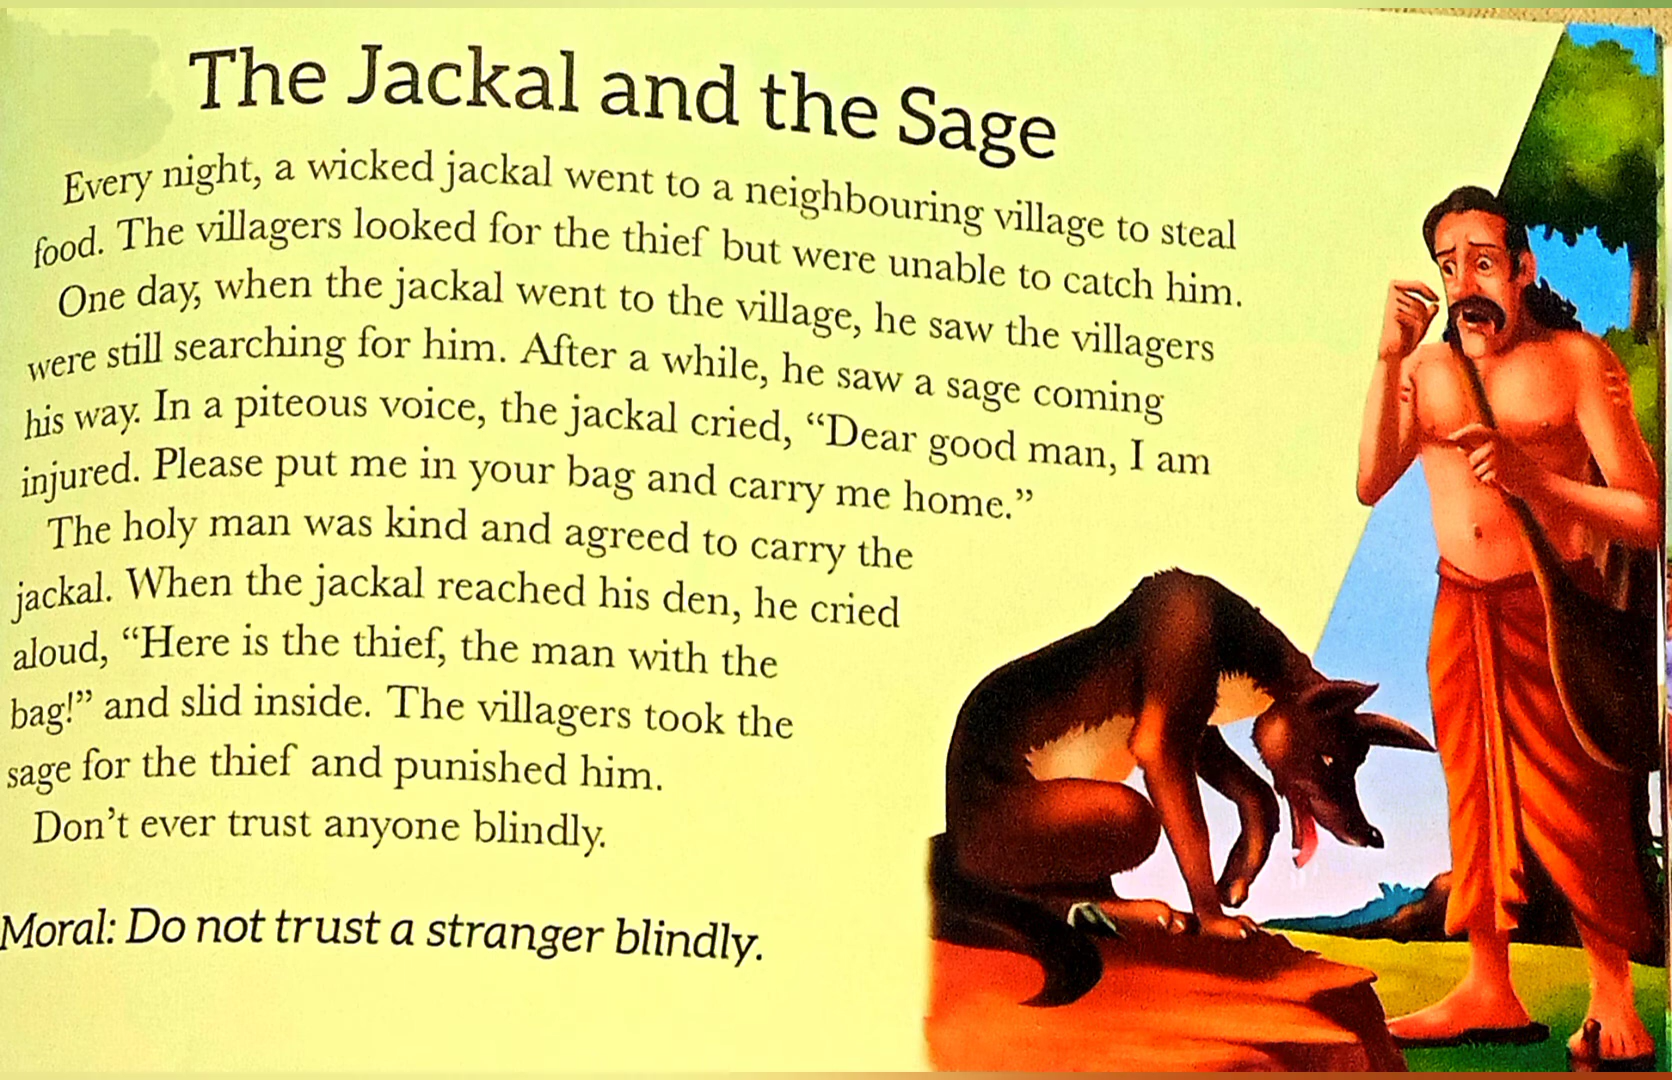 The Jackal and the Sage
Every night, a wicked jackal went to a neighbouring village to steal
food. The villagers looked for the thief but were unable to catch him.
One day, when the jackal went to the village, he saw the villagers
were still searching for him. After a while, he saw a sage coming
his way. In a piteous voice, the jackal cried, “Dear good man, I am
injured. Please put me in your bag and carry me home.”
The holy man was kind and agreed to carry the
jackal. When the jackal reached his den, he cried
aloud, “Here is the thief, the man with the
bag!” and slid inside. The villagers took the
sage for the thief and punished him.
Don’t ever trust anyone blindly.
Moral: Do not trust a stranger blindly.